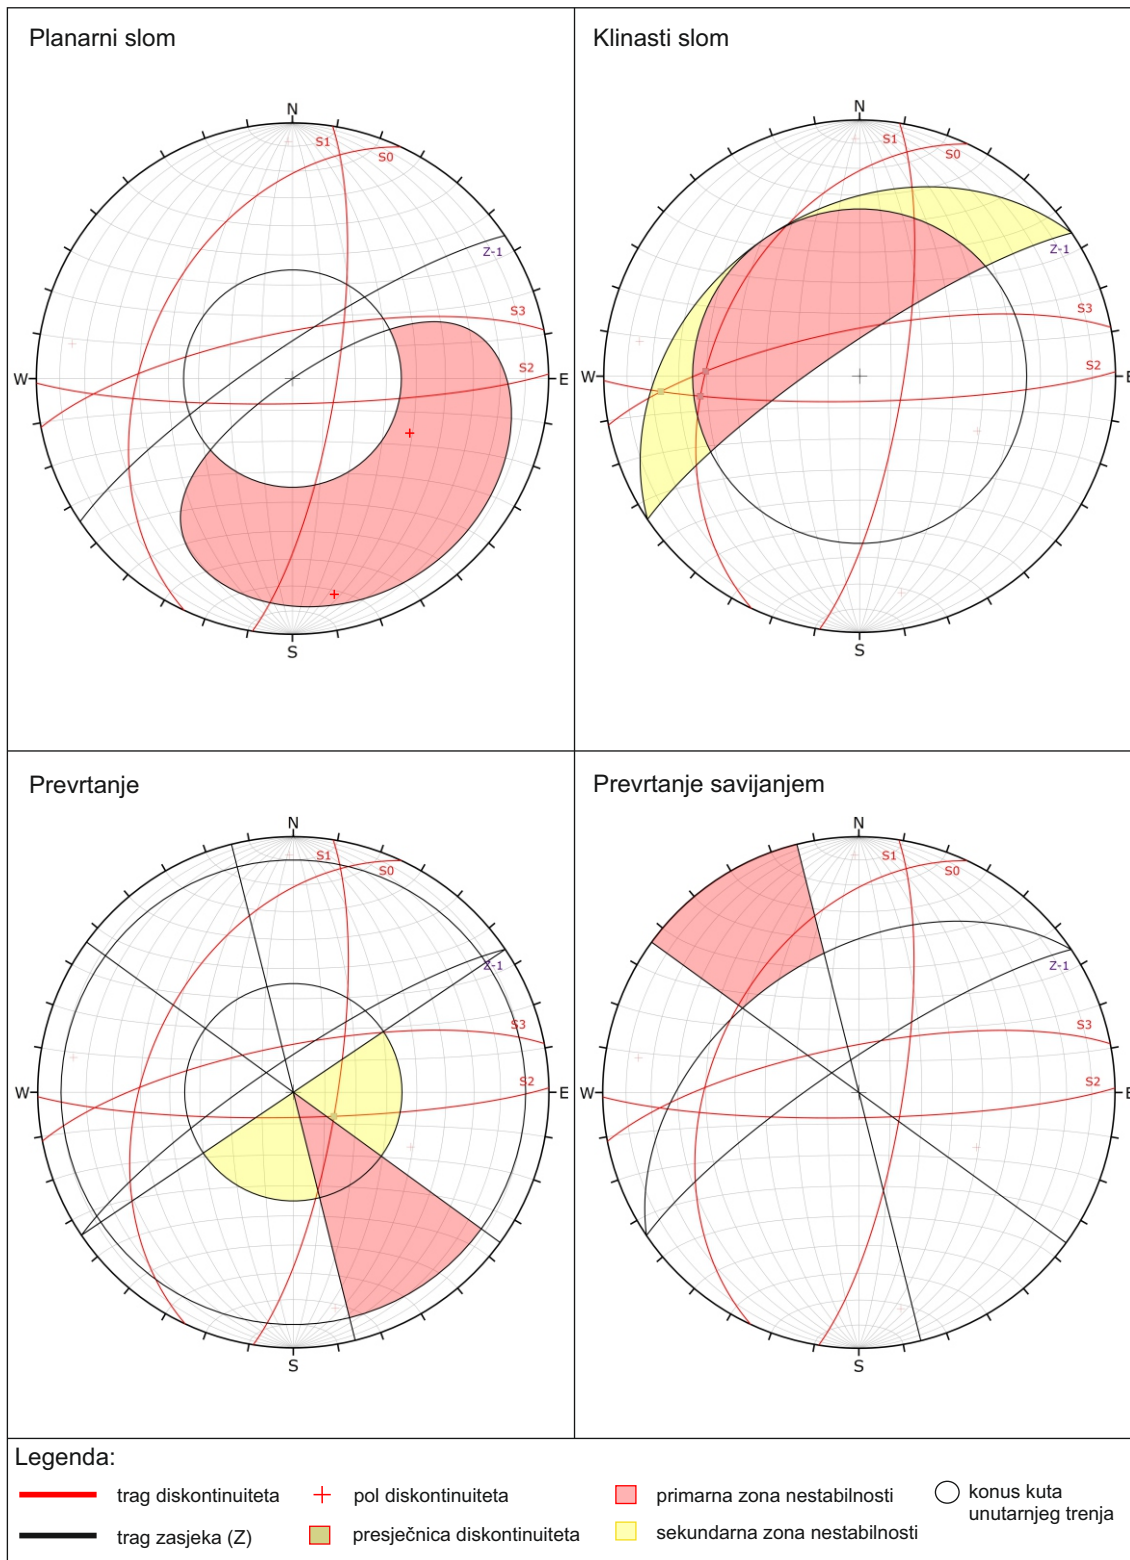 Planarni slom
N
S1
S0
Z-1
S3
S2
W
E
S
Klinasti slom
N
S1
S0
Z-1
S3
S2
W
E
S
Prevrtanje
N
S1
S0
Z-1
S3
S2
W
E
S
Prevrtanje savijanjem
N
S1
S0
Z-1
S3
S2
W
E
S
Legenda:
trag diskontinuiteta
pol diskontinuiteta
primarna zona nestabilnosti
konus kuta
unutarnjeg trenja
trag zasjeka (Z)
presječnica diskontinuiteta
sekundarna zona nestabilnosti